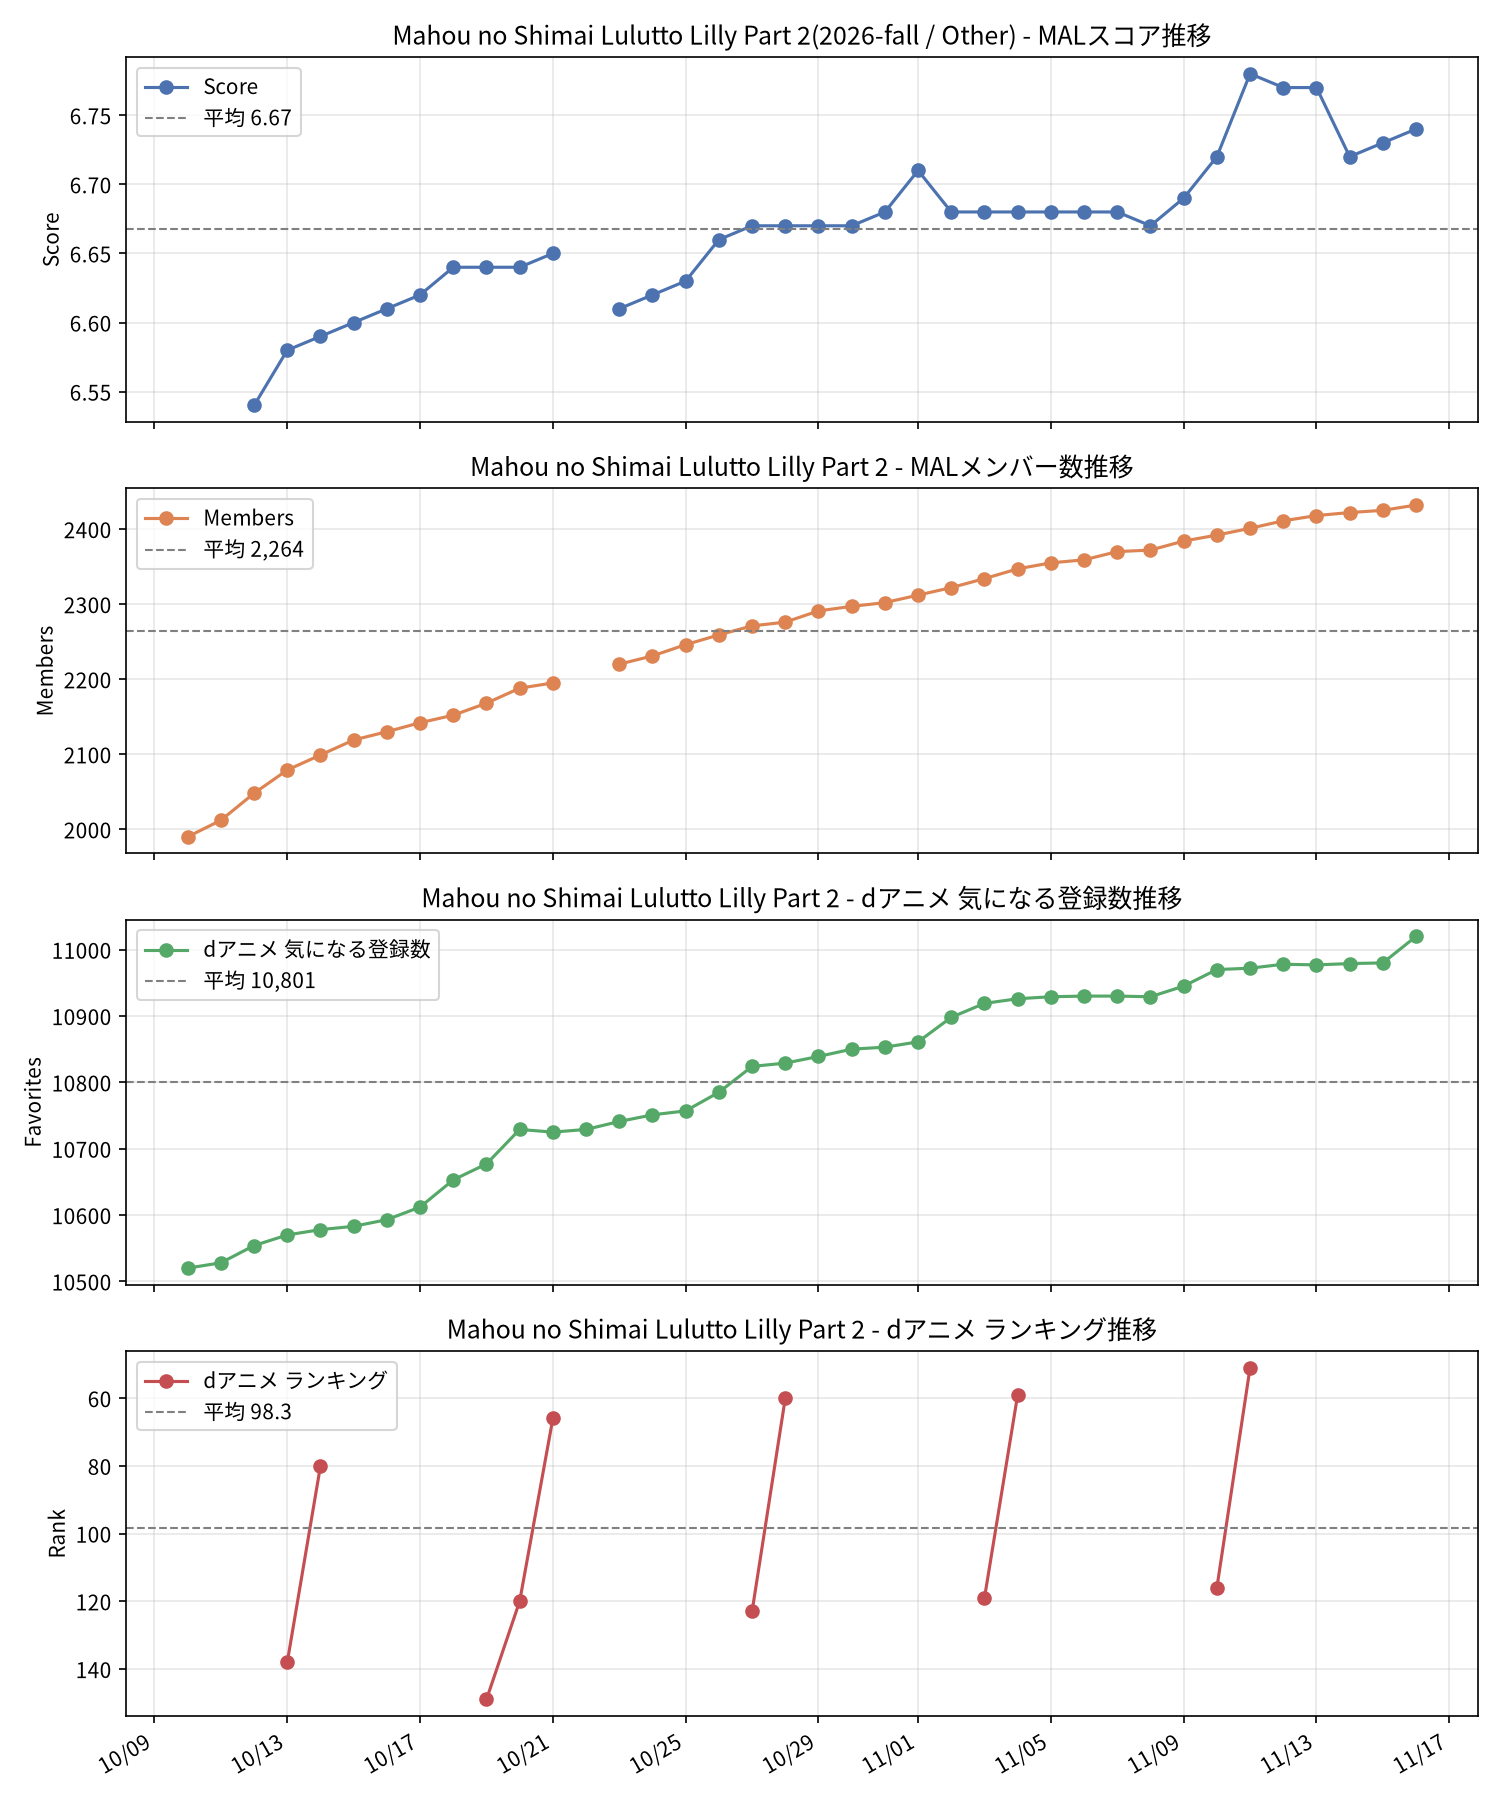 Mahou no Shimai Lulutto Lilly Part 2(2026-fall / Other) - MALスコア推移
Score
平均 6.67
Score
6.75
6.70
6.65
6.60
6.55
Mahou no Shimai Lulutto Lilly Part 2 - MALメンバー数推移
Members
平均 2,264
Members
2400
2300
2200
2100
2000
Mahou no Shimai Lulutto Lilly Part 2 - dアニメ 気になる登録数推移
dアニメ 気になる登録数
平均 10,801
Favorites
11000
10900
10800
10700
10600
10500
Mahou no Shimai Lulutto Lilly Part 2 - dアニメ ランキング推移
dアニメ ランキング
平均 98.3
Rank
60
80
100
120
140
10/09
10/13
10/17
10/21
10/25
10/29
11/01
11/05
11/09
11/13
11/17